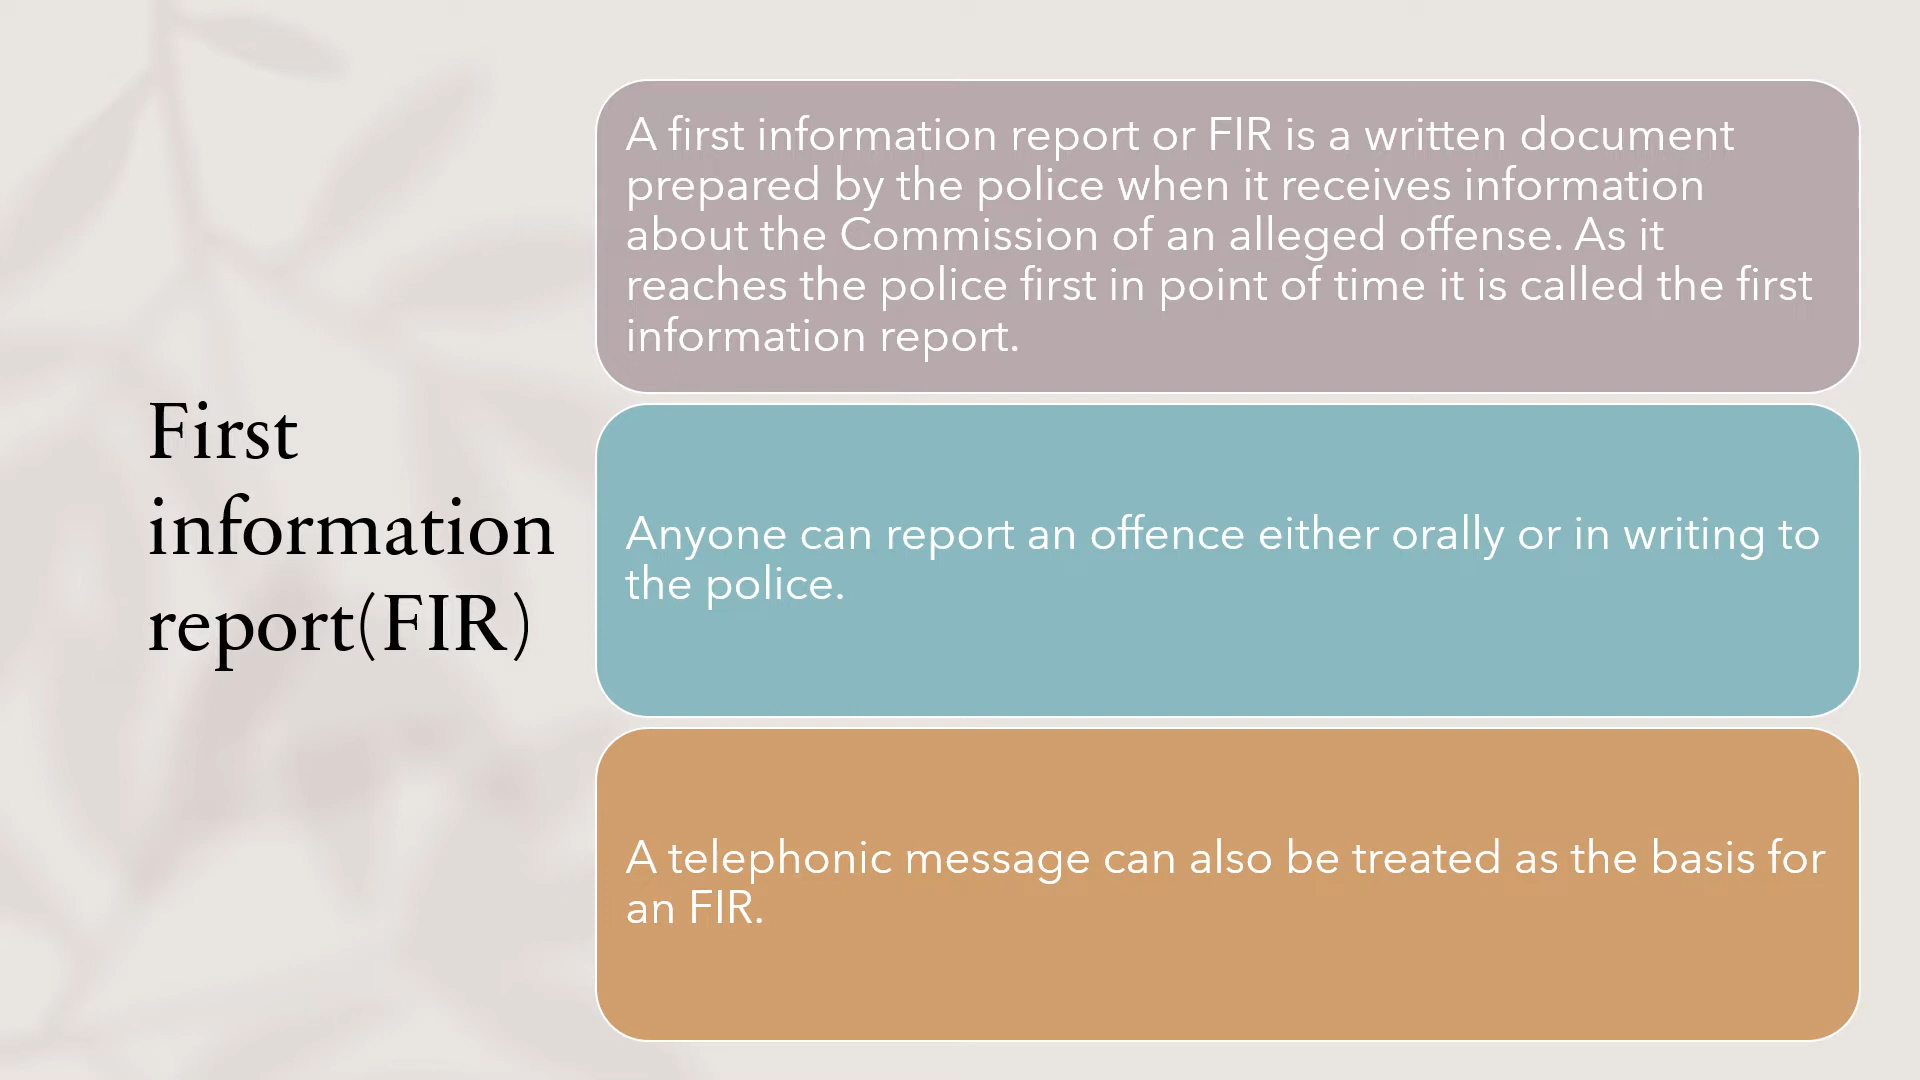 First
information
report(FIR)
A first information report or FIR is a written document
prepared by the police when it receives information
about the Commission of an alleged offense. As it
reaches the police first in point of time it is called the first
information report.
Anyone can report an offence either orally or in writing to
the police.
A telephonic message can also be treated as the basis for
an FIR.